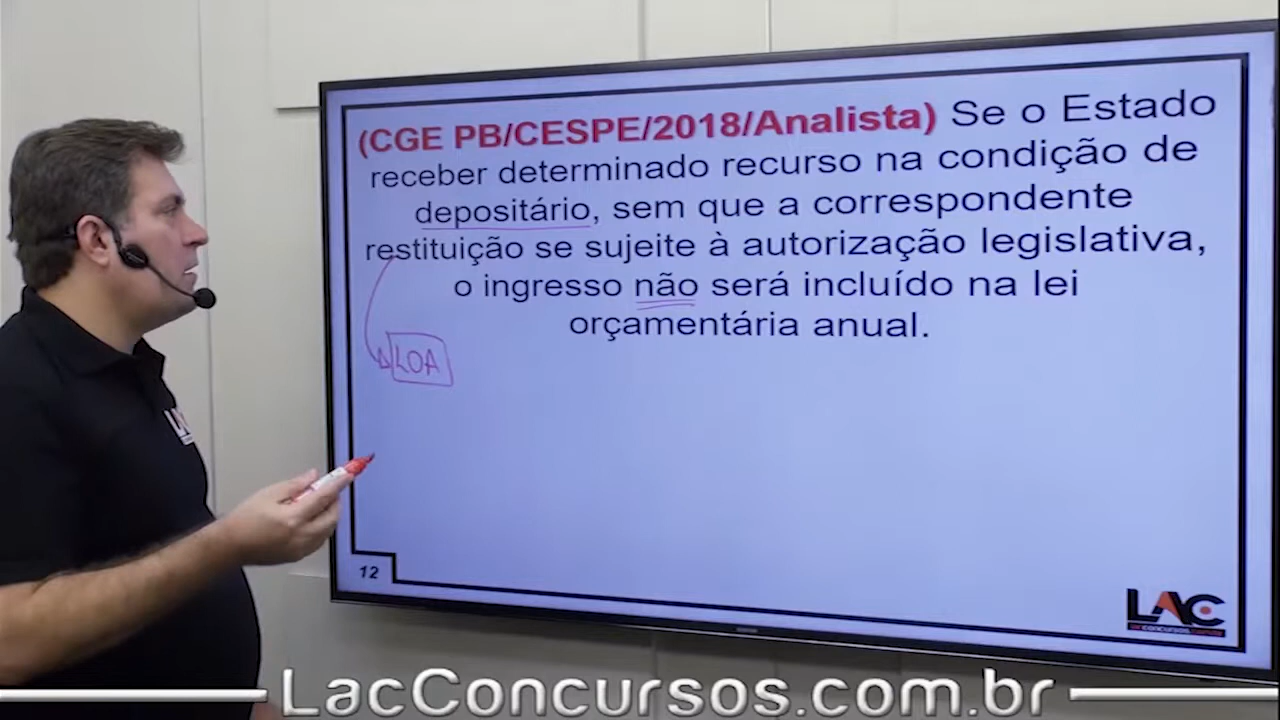 (CGE PB/CESPE/2018/Analista) Se o Estado
receber determinado recurso na condição de
depositário, sem que a correspondente
restituição se sujeite à autorização legislativa,
o ingresso não será incluído na lei
orçamentária anual.
LOA
12
LAC
LacConcursos.com.br